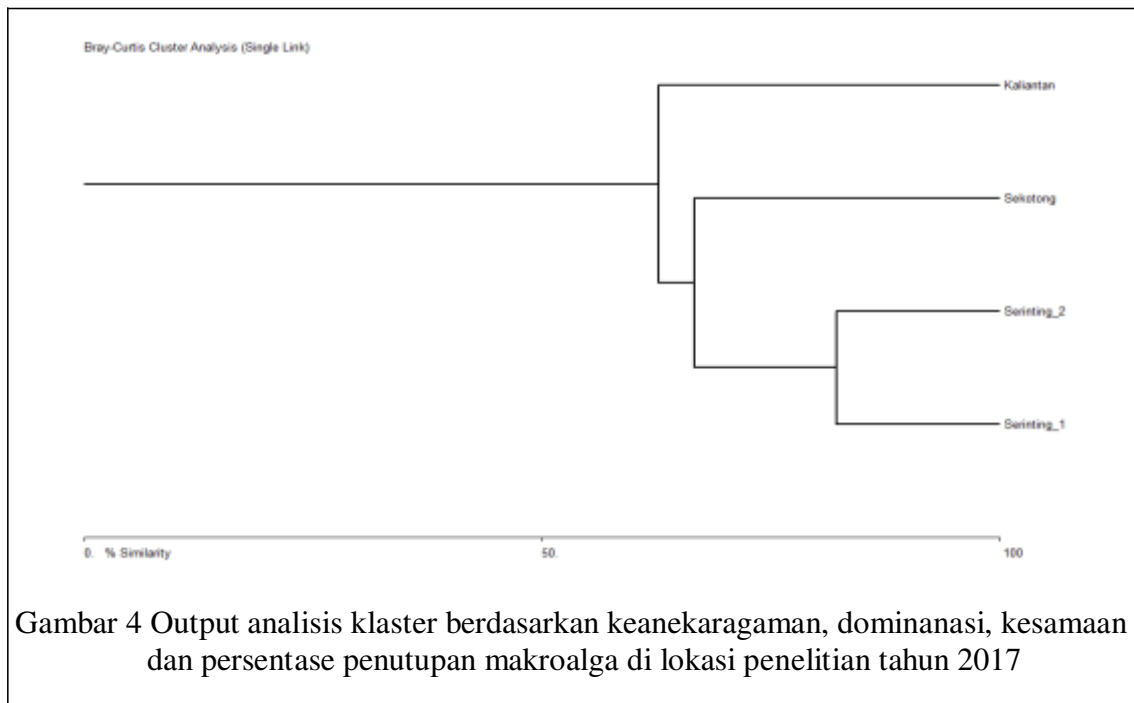 Bray-Curtis Cluster Analysis (Single Link)
Kaliantan
Sekotong
Serinting_2
Serinting_1
0. % Similarity 50. 100
Gambar 4 Output analisis klaster berdasarkan keanekaragaman, dominanasi, kesamaan
dan persentase penutupan makroalga di lokasi penelitian tahun 2017